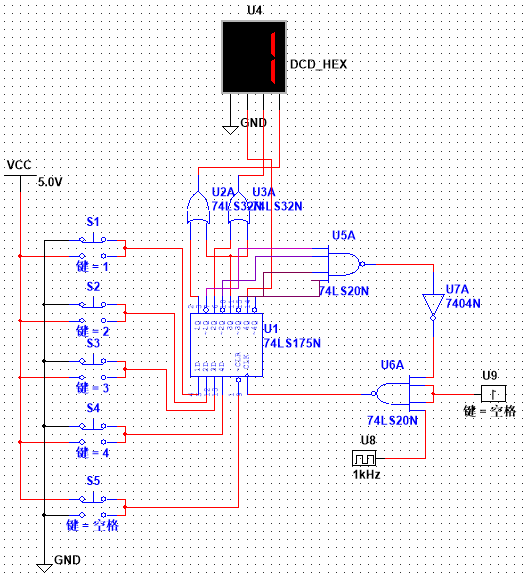 U4
DCD_HEX
GND
VCC
5.0V
U2A
U3A
74LS32N
74LS32N
S1
键 = 1
U5A
74LS20N
S2
键 = 2
U7A
7404N
U1
74LS175N
S3
键 = 3
U6A
74LS20N
U9
键 = 空格
S4
键 = 4
U8
1kHz
S5
键 = 空格
GND